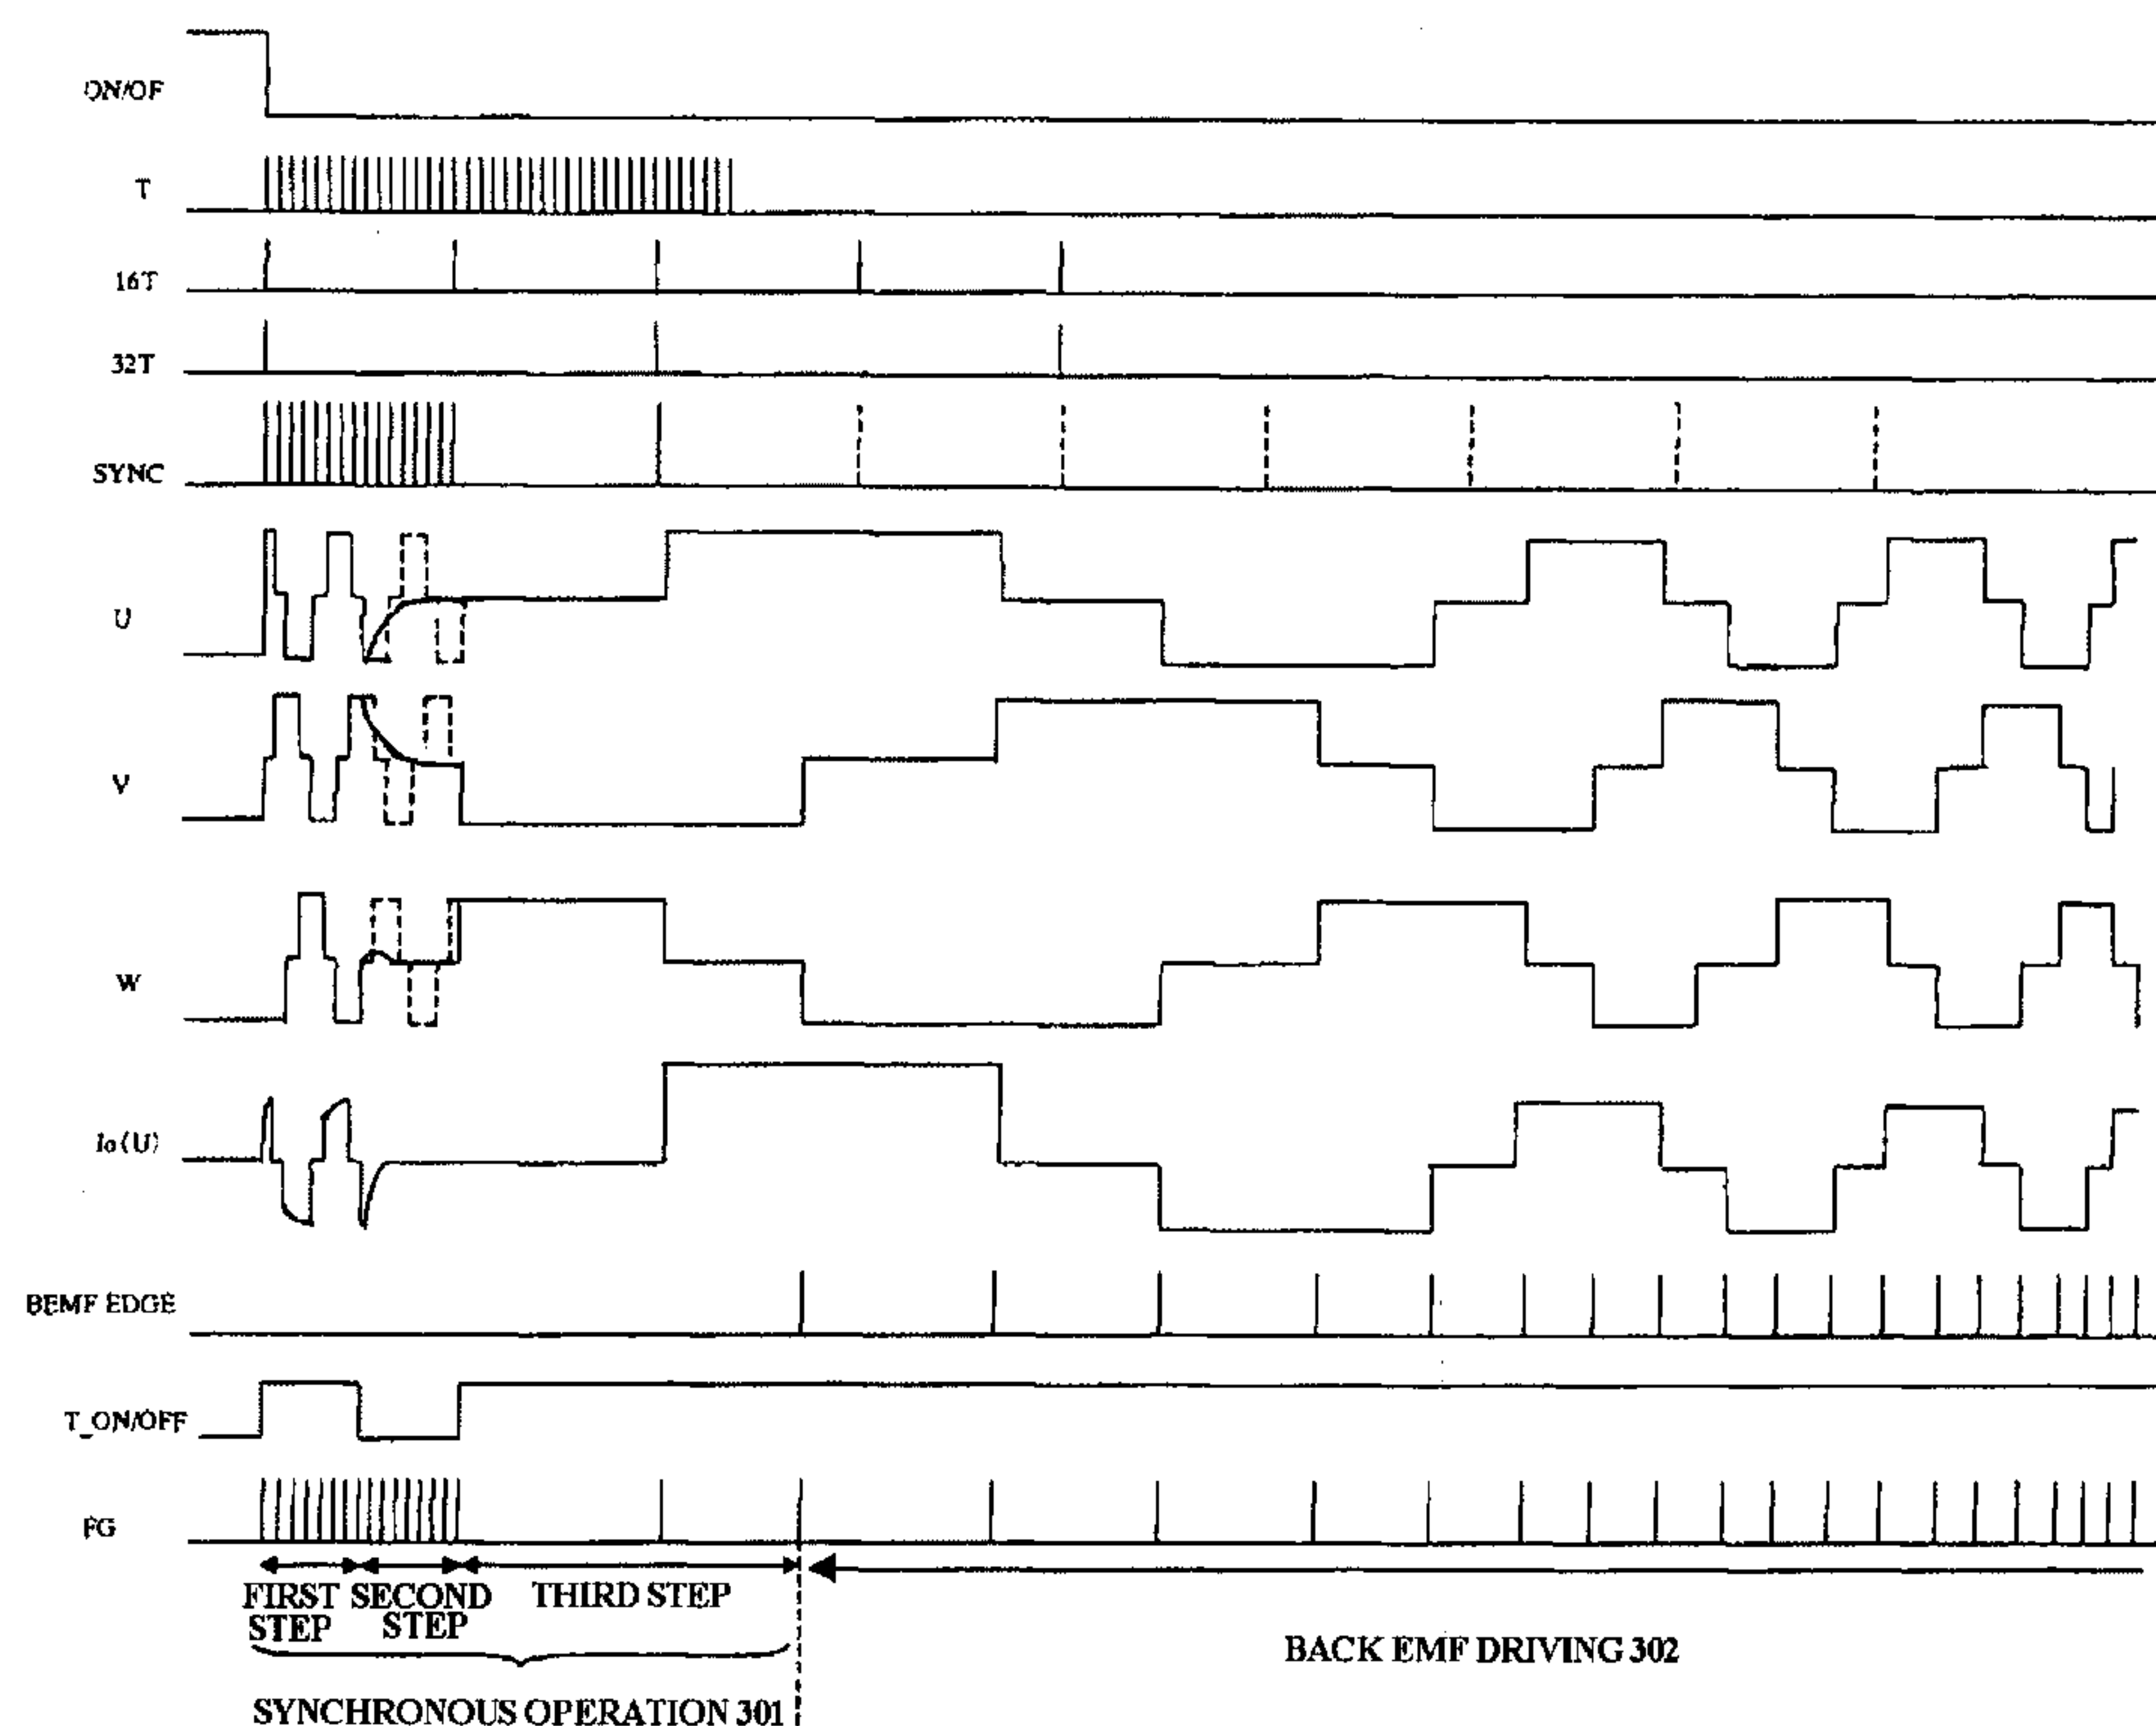 ON/OF
T
16T
32T
SYNC
U
V
W
Io(U)
BEMF EDGE
T_ON/OFF
FG
FIRST STEP
SECOND STEP
THIRD STEP
BACK EMF DRIVING 302
SYNCHRONOUS OPERATION 301